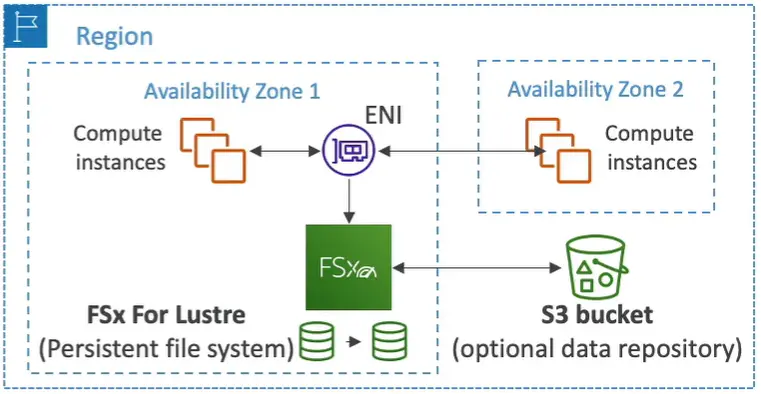 Region
Availability Zone 1
Availability Zone 2
ENI
Compute
instances
Compute
instances
FSx
FSx For Lustre
(Persistent file system)
S3 bucket
(optional data repository)